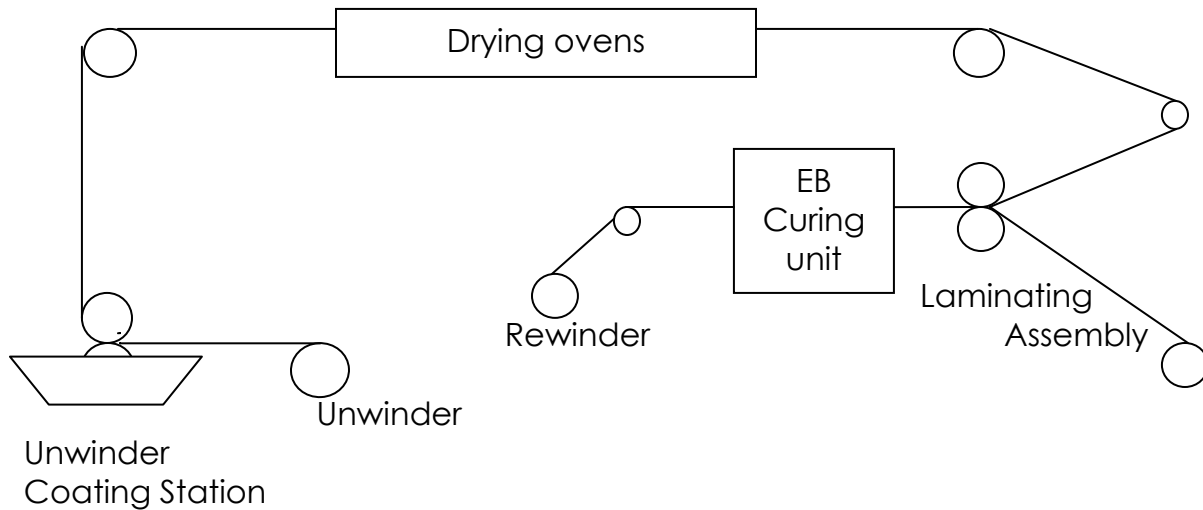 Drying ovens
EB
Curing
unit
Laminating
Assembly
Rewinder
Unwinder
Unwinder
Coating Station